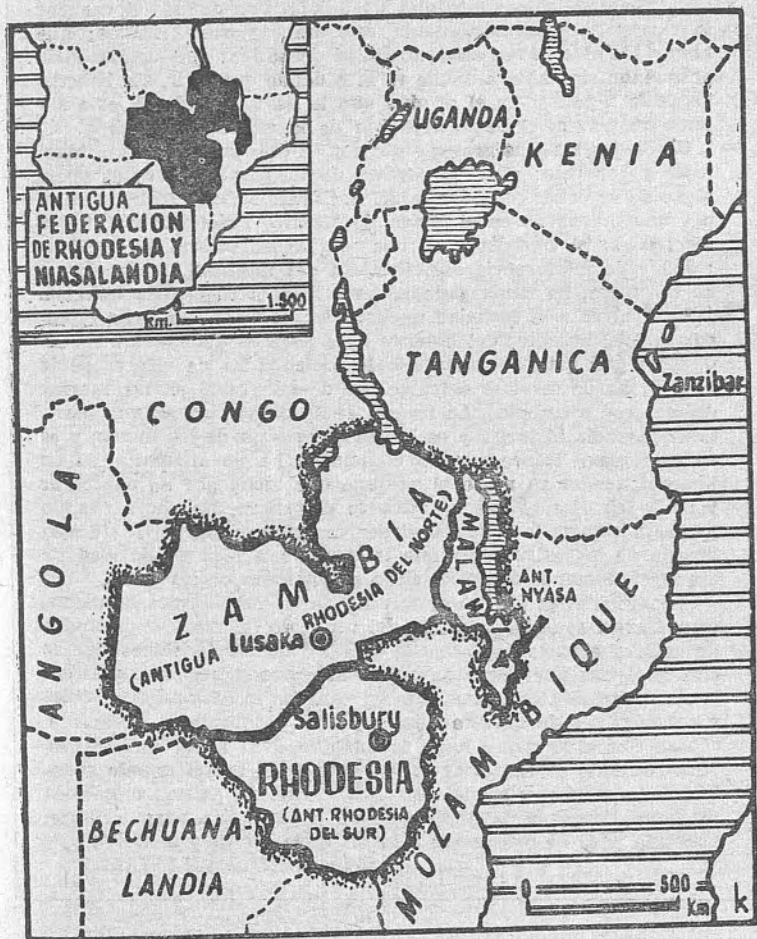 ANTIGUA
FEDERACION
DE RHODESIA Y
NIASALANDIA
1.500
Km.
UGANDA
KENIA
TANGANICA
Zanzibar
CONGO
ANGOLA
ZAMBIA
(ANTIGUA RHODESIA DEL NORTE)
Lusaka
MALAWI
ANT.
NYASA
MOZAMBIQUE
Salisbury
RHODESIA
(ANT. RHODESIA
DEL SUR)
BECHUANA-
LANDIA
0 500
Km
k